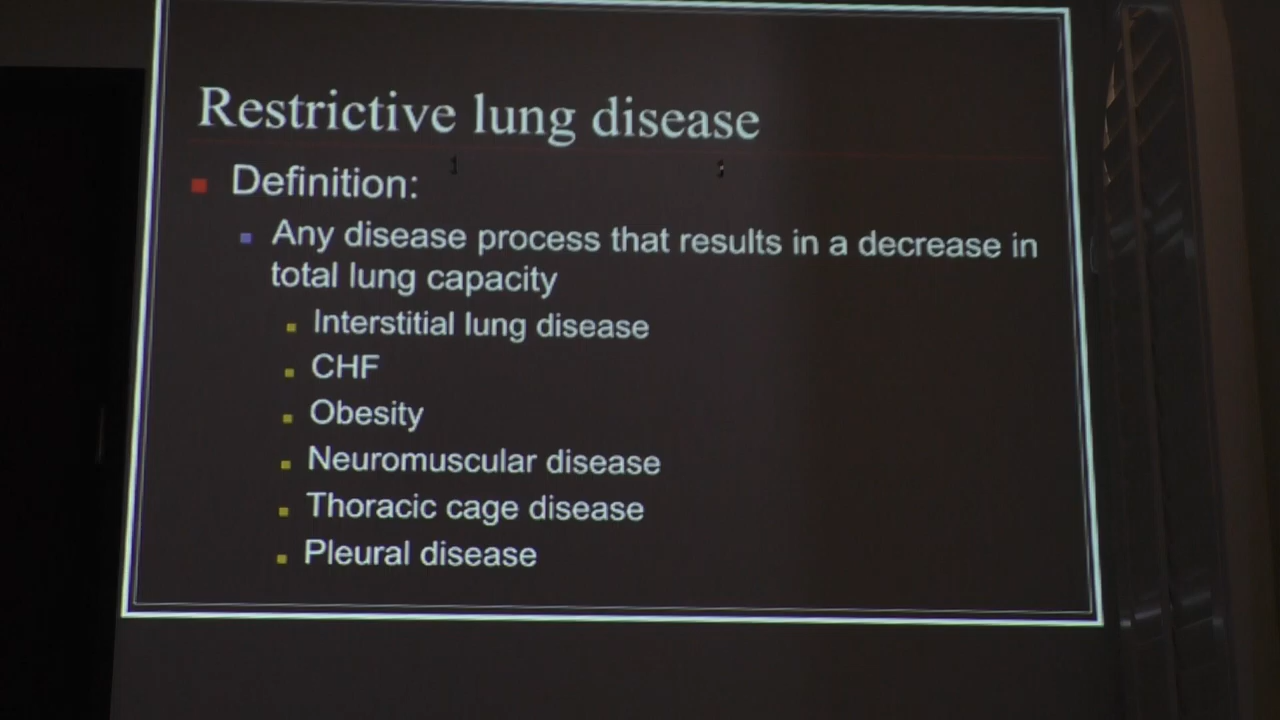 Restrictive lung disease
Definition:
Any disease process that results in a decrease in
total lung capacity
Interstitial lung disease
CHF
Obesity
Neuromuscular disease
Thoracic cage disease
Pleural disease